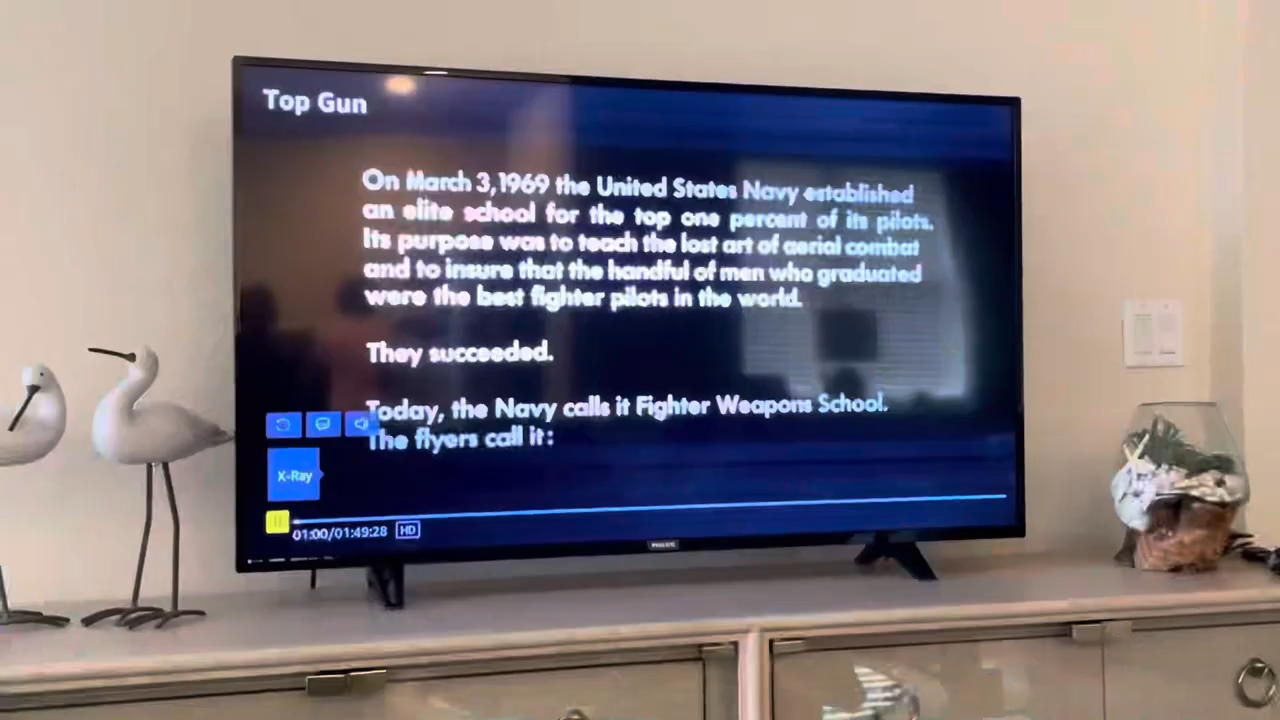 Top Gun
On March 3,1969 the United States Navy established
an elite school for the top one percent of its pilots.
Its purpose was to teach the lost art of aerial combat
and to insure that the handful of men who graduated
were the best fighter pilots in the world.
They succeeded.
Today, the Navy calls it Fighter Weapons School.
The flyers call it:
X-Ray
01:00/01:49:28 HD
PHILIPS